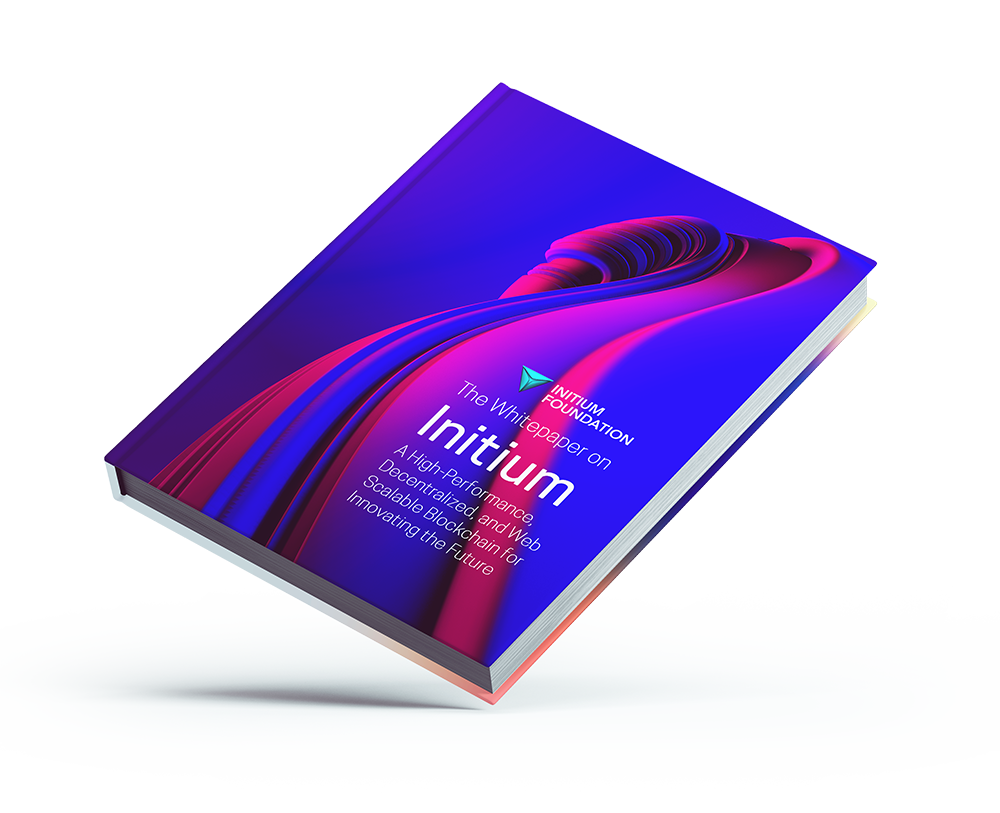 INITIUM
FOUNDATION
The Whitepaper on
Initium
A High-Performance,
Decentralized, and Web
Scalable Blockchain for
Innovating the Future